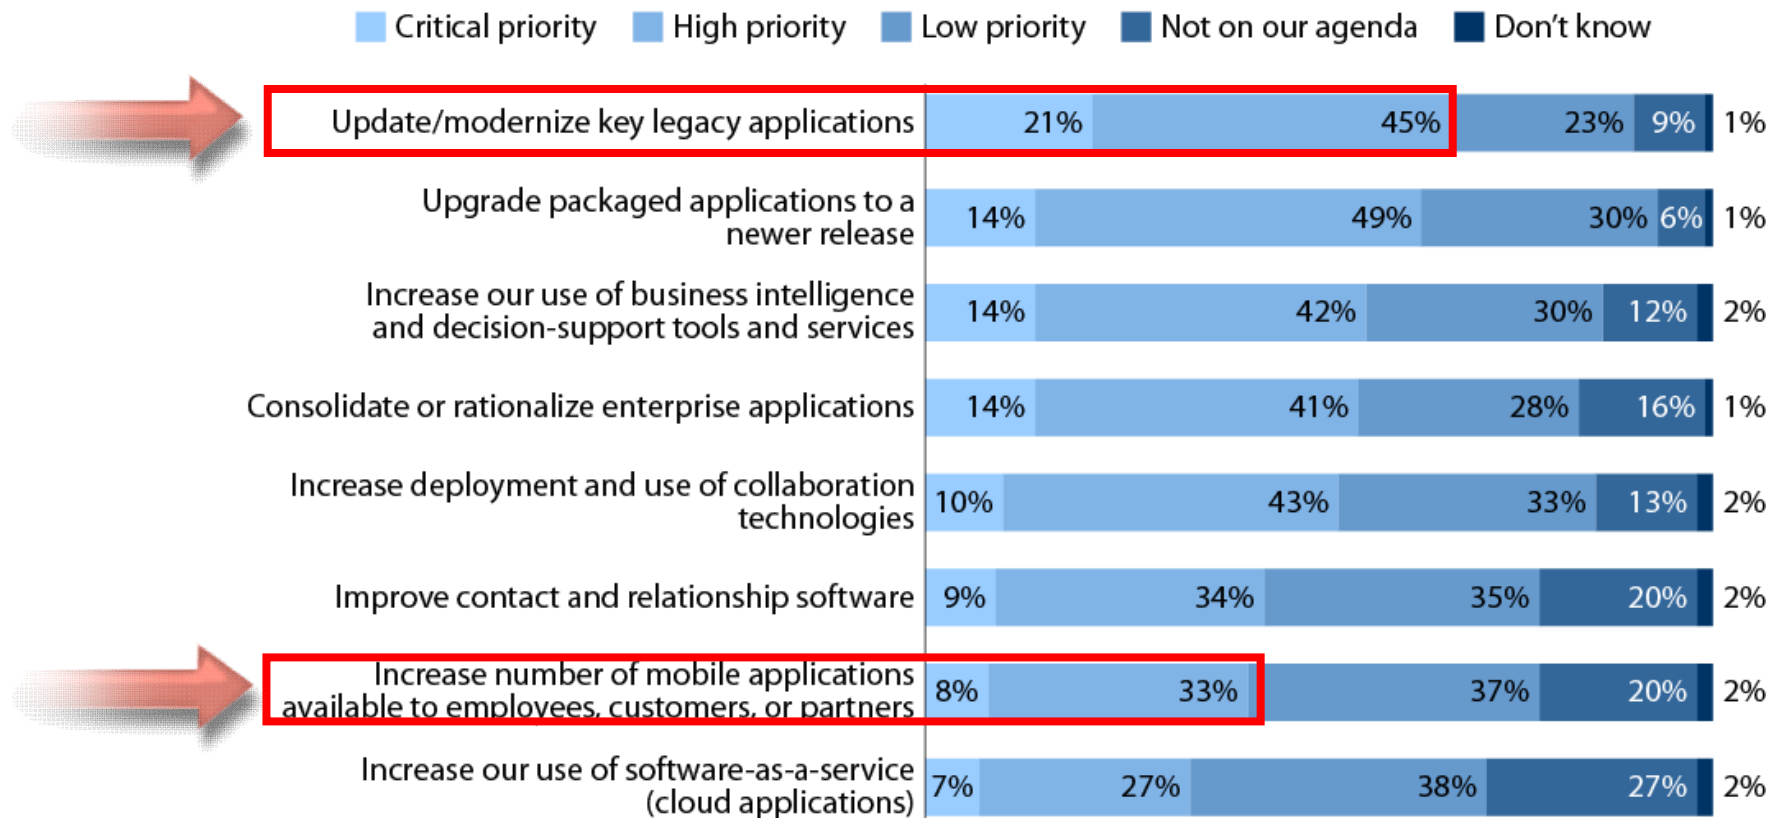 Critical priority High priority Low priority Not on our agenda Don't know
Update/modernize key legacy applications 21% 45% 23% 9% 1%
Upgrade packaged applications to a
newer release 14% 49% 30% 6% 1%
Increase our use of business intelligence
and decision-support tools and services 14% 42% 30% 12% 2%
Consolidate or rationalize enterprise applications 14% 41% 28% 16% 1%
Increase deployment and use of collaboration
technologies 10% 43% 33% 13% 2%
Improve contact and relationship software 9% 34% 35% 20% 2%
Increase number of mobile applications
available to employees, customers, or partners 8% 33% 37% 20% 2%
Increase our use of software-as-a-service
(cloud applications) 7% 27% 38% 27% 2%